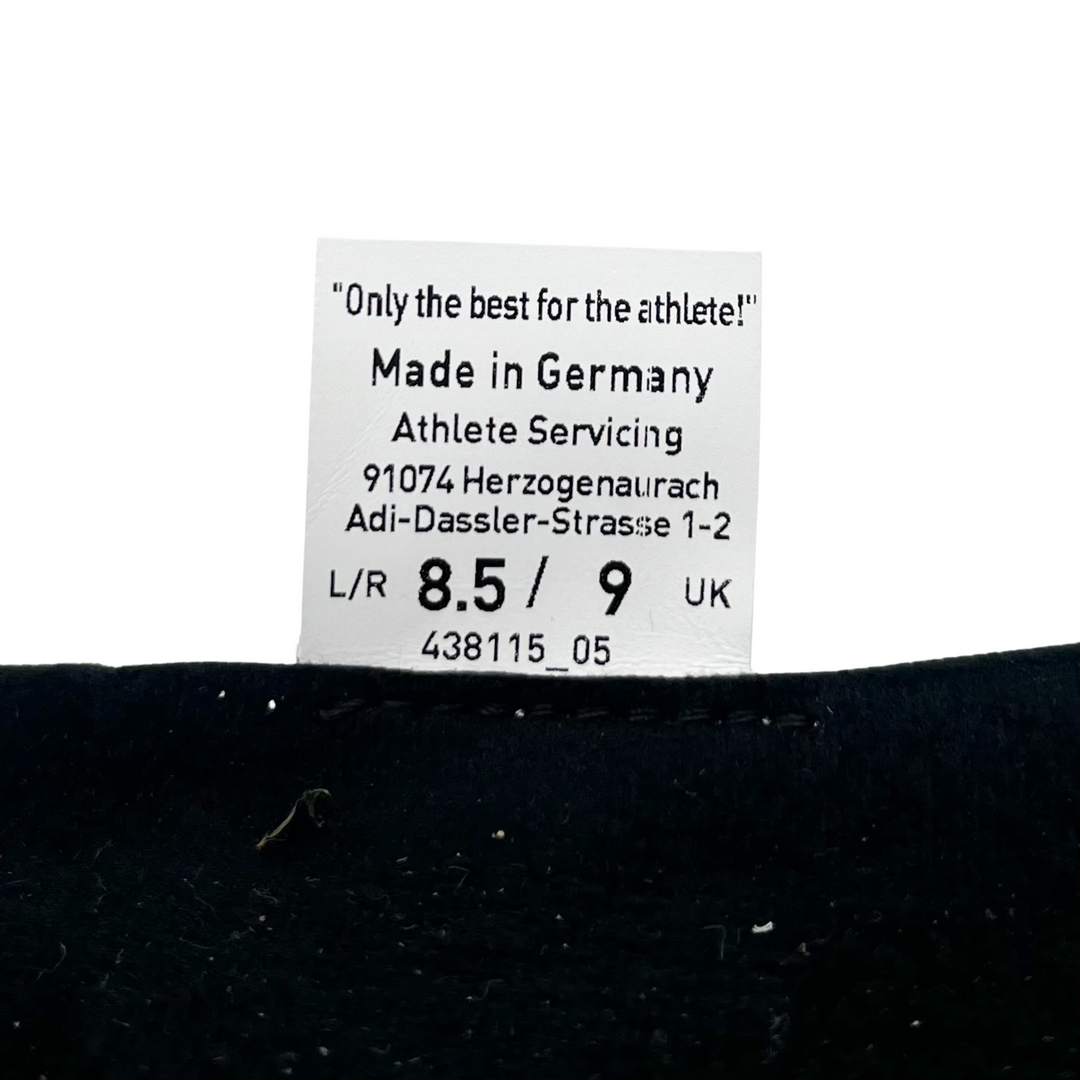 "Only the best for the athlete!"
Made in Germany
Athlete Servicing
91074 Herzogenaurach
Adi-Dassler-Strasse 1-2
L/R 8.5 / 9 UK
438115_05